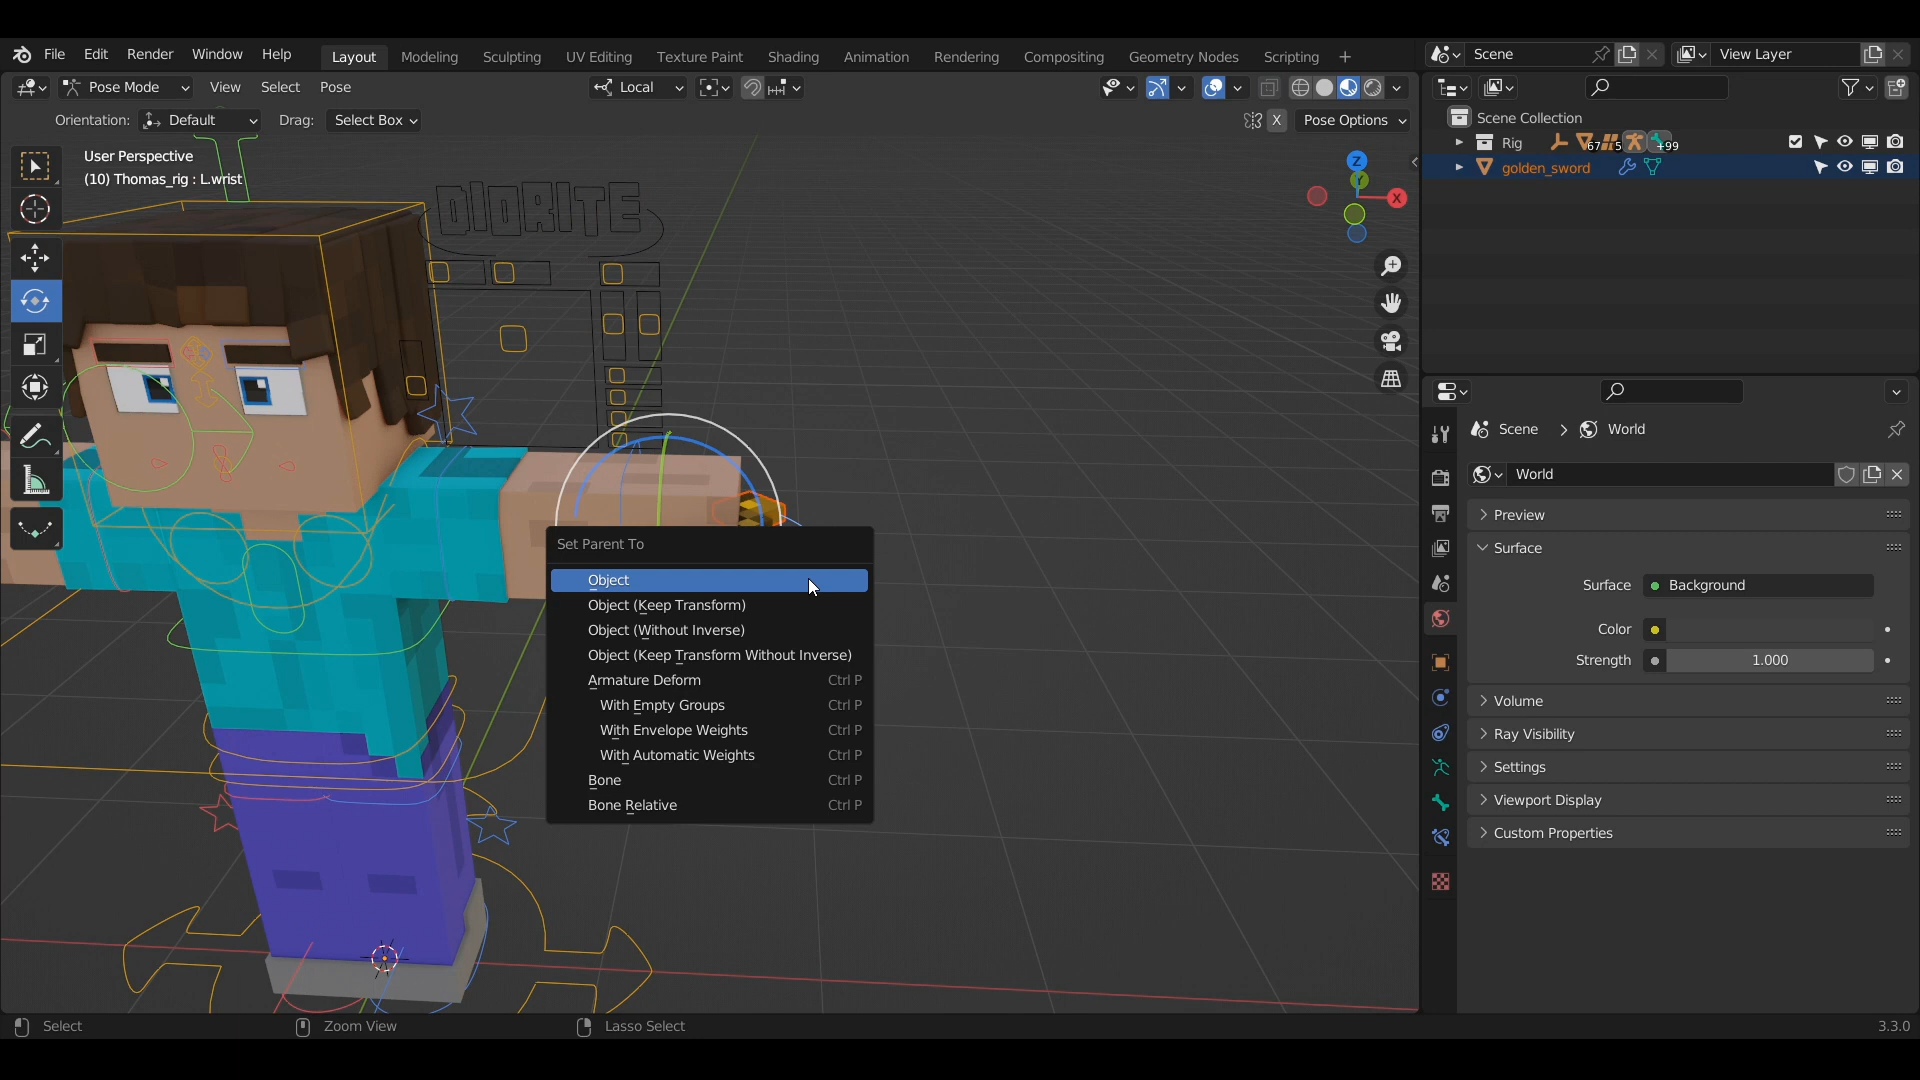 File Edit Render Window Help
Layout Modeling Sculpting UV Editing Texture Paint Shading Animation Rendering Compositing Geometry Nodes Scripting +
Scene
View Layer
Pose Mode View Select Pose
Local
Orientation: Default Drag: Select Box
X Pose Options
User Perspective
(10) Thomas_rig : L.wrist
DIORITE
Z
Y
X
Scene Collection
Rig 67 5 +99
golden_sword
Scene > World
World
Preview
Surface
Surface Background
Color
Strength 1.000
Volume
Ray Visibility
Settings
Viewport Display
Custom Properties
Set Parent To
Object
Object (Keep Transform)
Object (Without Inverse)
Object (Keep Transform Without Inverse)
Armature Deform Ctrl P
With Empty Groups Ctrl P
With Envelope Weights Ctrl P
With Automatic Weights Ctrl P
Bone Ctrl P
Bone Relative Ctrl P
Select Zoom View Lasso Select 3.3.0